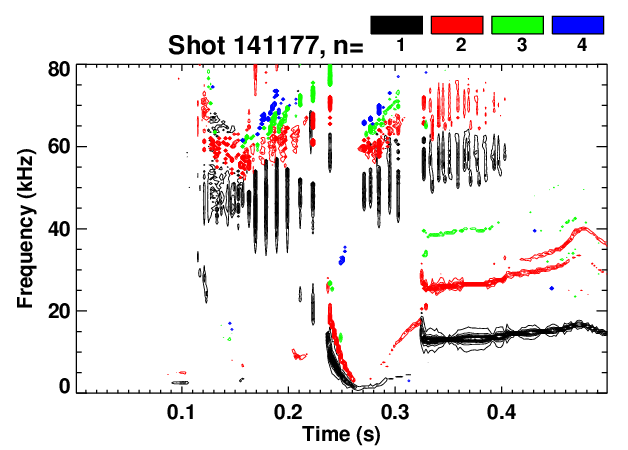 Shot 141177, n=
1 2 3 4
80
60
40
20
0
Frequency (kHz)
0.1 0.2 0.3 0.4
Time (s)